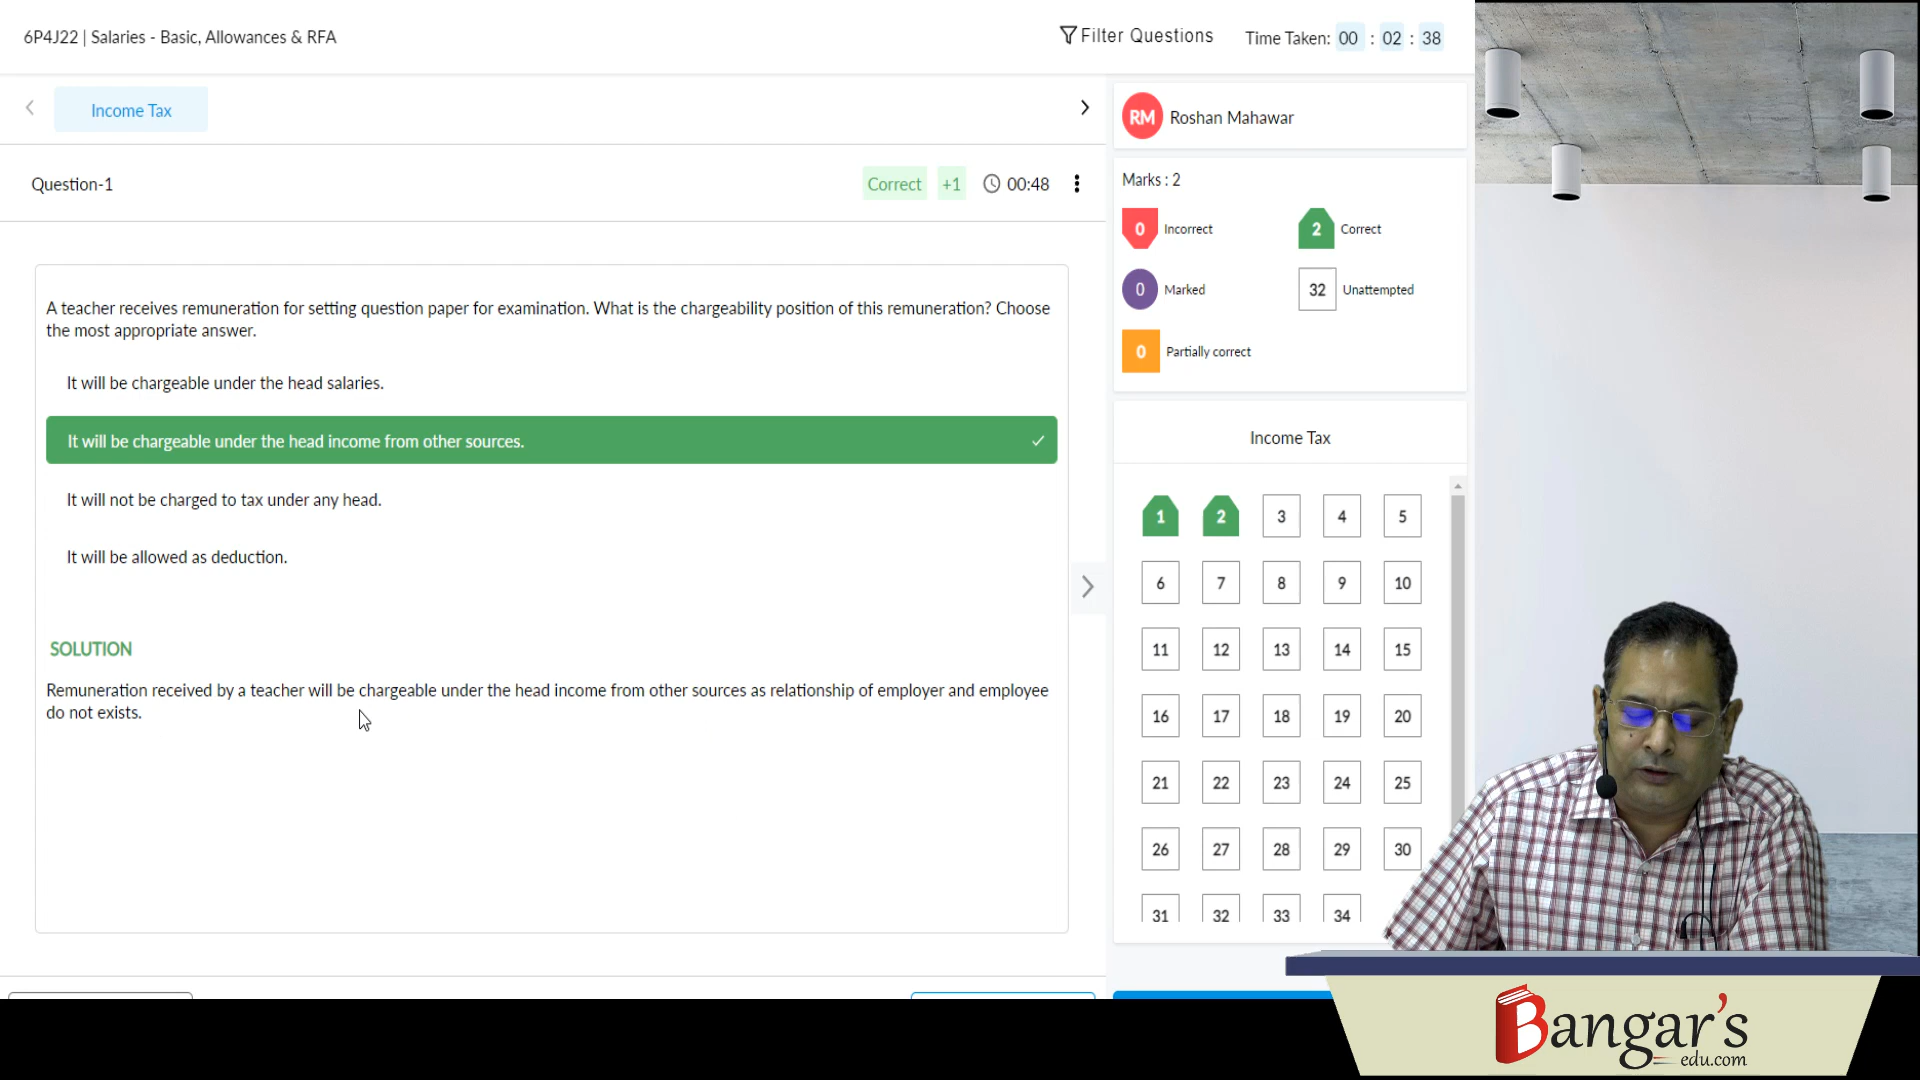 6P4J22 | Salaries - Basic, Allowances & RFA
Filter Questions
Time Taken: 00 : 02 : 38
Income Tax
Question-1
Correct
+1
00:48
A teacher receives remuneration for setting question paper for examination. What is the chargeability position of this remuneration? Choose
the most appropriate answer.
It will be chargeable under the head salaries.
It will be chargeable under the head income from other sources.
It will not be charged to tax under any head.
It will be allowed as deduction.
SOLUTION
Remuneration received by a teacher will be chargeable under the head income from other sources as relationship of employer and employee
do not exists.
RM Roshan Mahawar
Marks : 2
0 Incorrect
2 Correct
0 Marked
32 Unattempted
0 Partially correct
Income Tax
1 2 3 4 5
6 7 8 9 10
11 12 13 14 15
16 17 18 19 20
21 22 23 24 25
26 27 28 29 30
31 32 33 34
Bangar's
edu.com